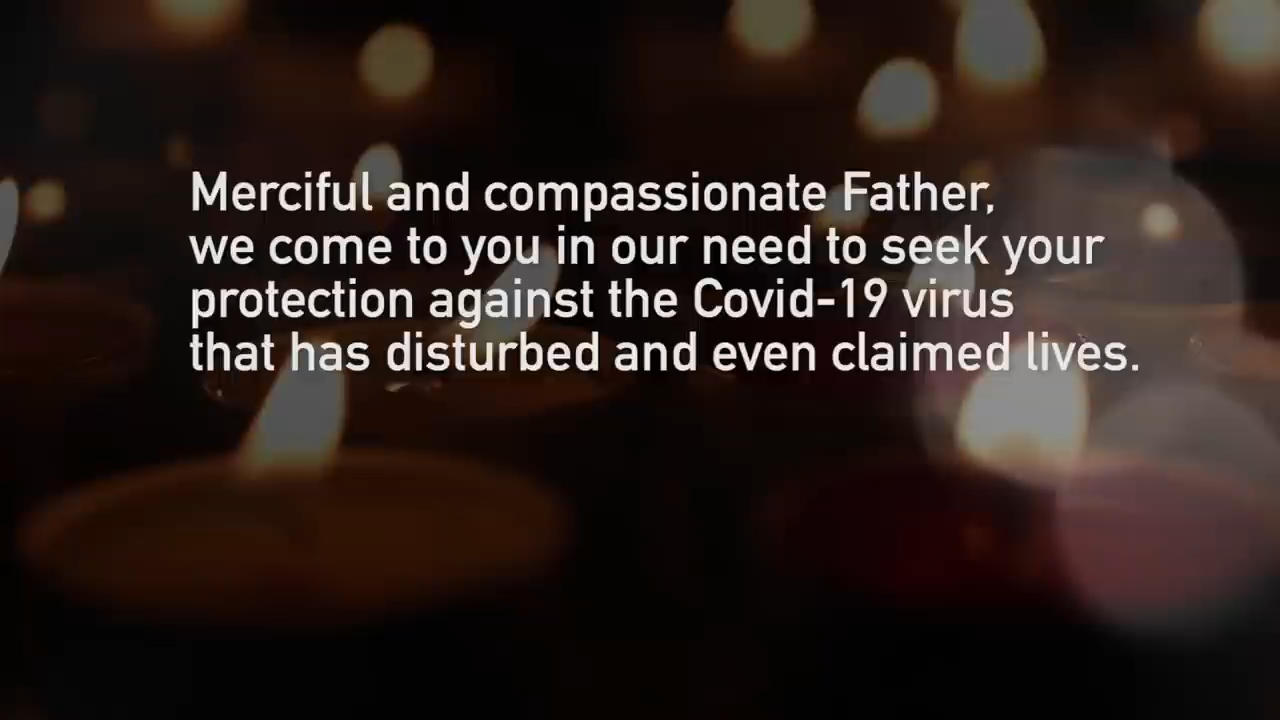 Merciful and compassionate Father,
we come to you in our need to seek your
protection against the Covid-19 virus
that has disturbed and even claimed lives.